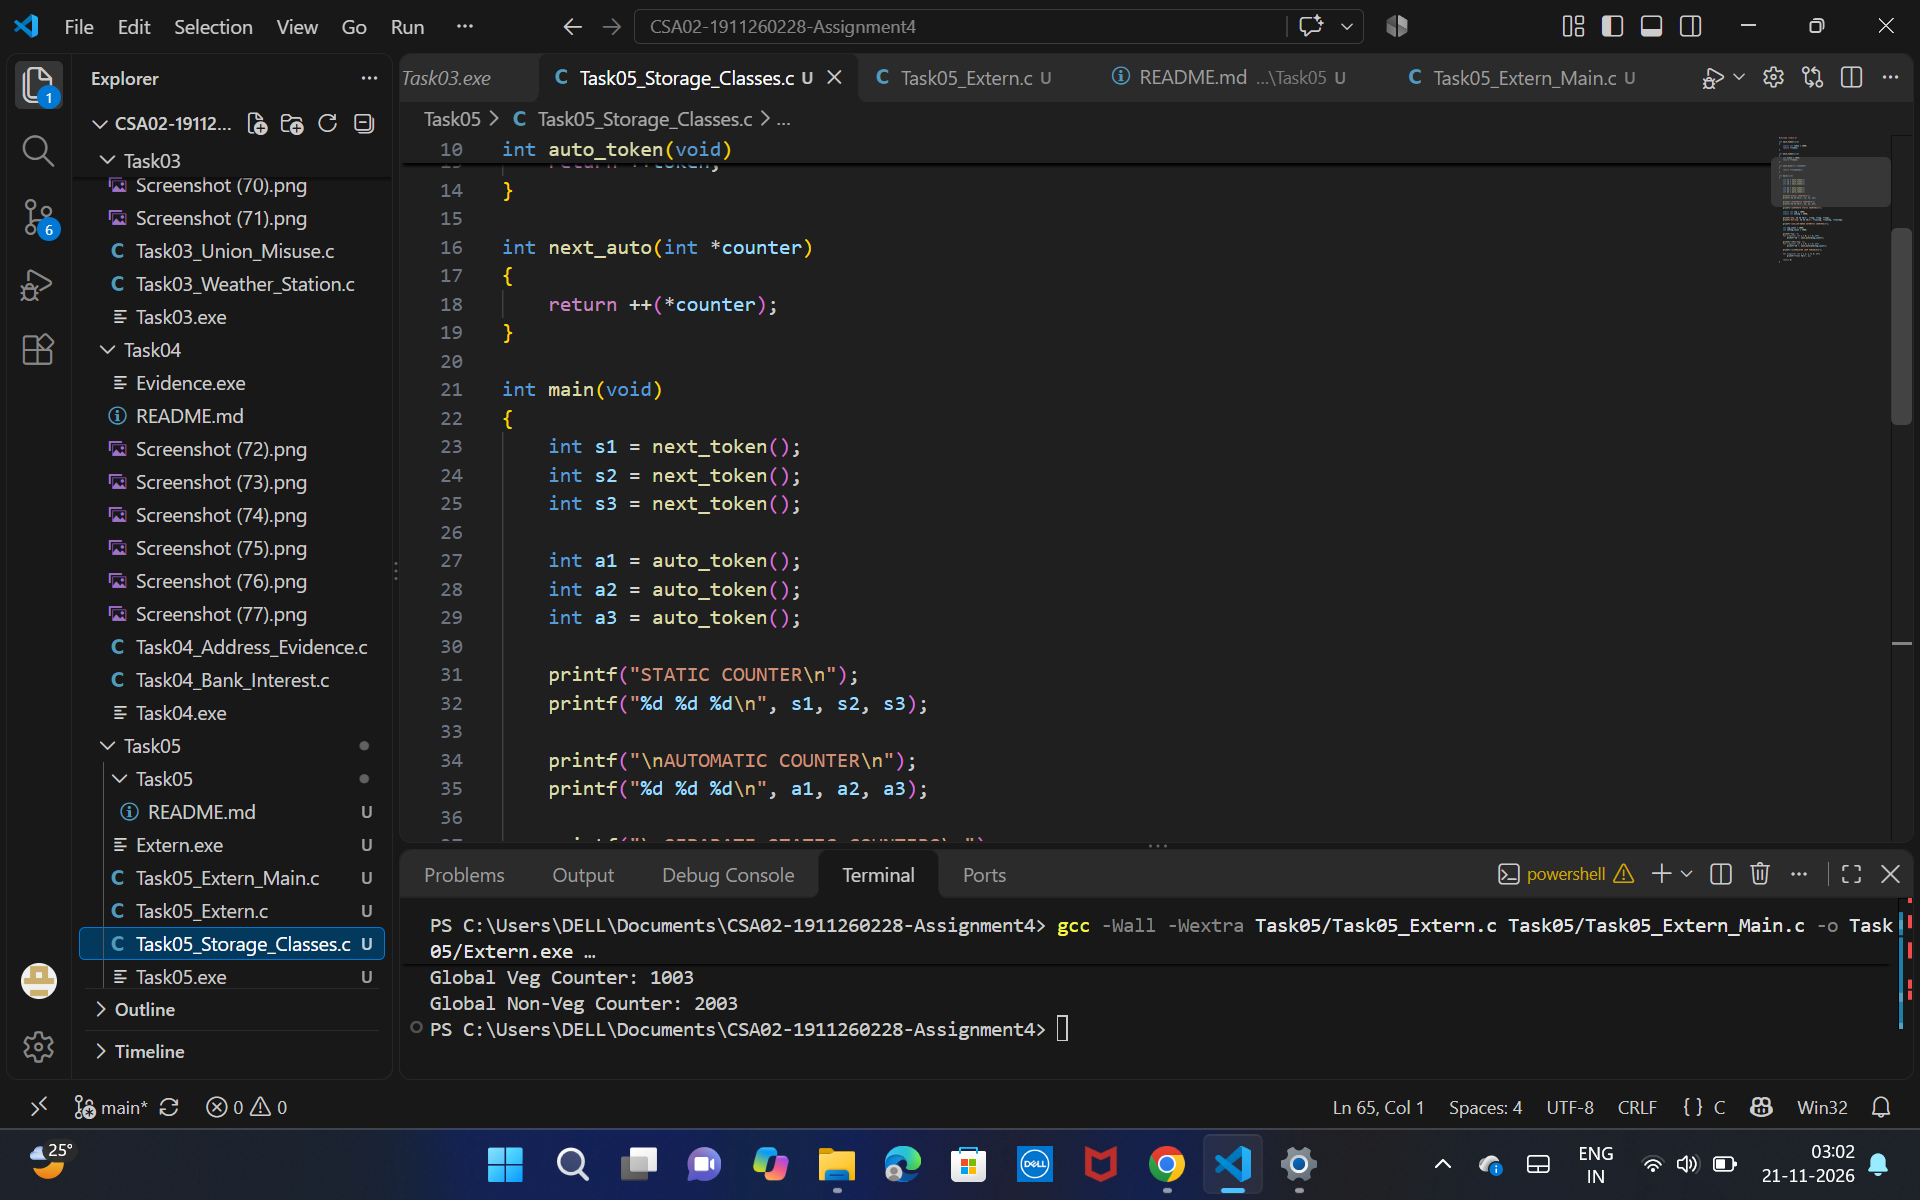 File Edit Selection View Go Run ...
CSA02-1911260228-Assignment4
Explorer
CSA02-19112...
Task03
Screenshot (70).png
Screenshot (71).png
Task03_Union_Misuse.c
Task03_Weather_Station.c
Task03.exe
Task04
Evidence.exe
README.md
Screenshot (72).png
Screenshot (73).png
Screenshot (74).png
Screenshot (75).png
Screenshot (76).png
Screenshot (77).png
Task04_Address_Evidence.c
Task04_Bank_Interest.c
Task04.exe
Task05
Task05
README.md U
Extern.exe U
Task05_Extern_Main.c U
Task05_Extern.c U
Task05_Storage_Classes.c U
Task05.exe U
Outline
Timeline
1
6
Task03.exe
C Task05_Storage_Classes.c U
C Task05_Extern.c U
README.md ...\Task05 U
C Task05_Extern_Main.c U
Task05 > C Task05_Storage_Classes.c > ...
10 int auto_token(void)
14 }
15
16 int next_auto(int *counter)
17 {
18     return ++(*counter);
19 }
20
21 int main(void)
22 {
23     int s1 = next_token();
24     int s2 = next_token();
25     int s3 = next_token();
26
27     int a1 = auto_token();
28     int a2 = auto_token();
29     int a3 = auto_token();
30
31     printf("STATIC COUNTER\n");
32     printf("%d %d %d\n", s1, s2, s3);
33
34     printf("\nAUTOMATIC COUNTER\n");
35     printf("%d %d %d\n", a1, a2, a3);
36
Problems Output Debug Console Terminal Ports
powershell
PS C:\Users\DELL\Documents\CSA02-1911260228-Assignment4> gcc -Wall -Wextra Task05/Task05_Extern.c Task05/Task05_Extern_Main.c -o Task
05/Extern.exe …
Global Veg Counter: 1003
Global Non-Veg Counter: 2003
PS C:\Users\DELL\Documents\CSA02-1911260228-Assignment4>
main* 0 0
Ln 65, Col 1 Spaces: 4 UTF-8 CRLF {} C Win32
25°
DELL
ENG
IN
03:02
21-11-2026